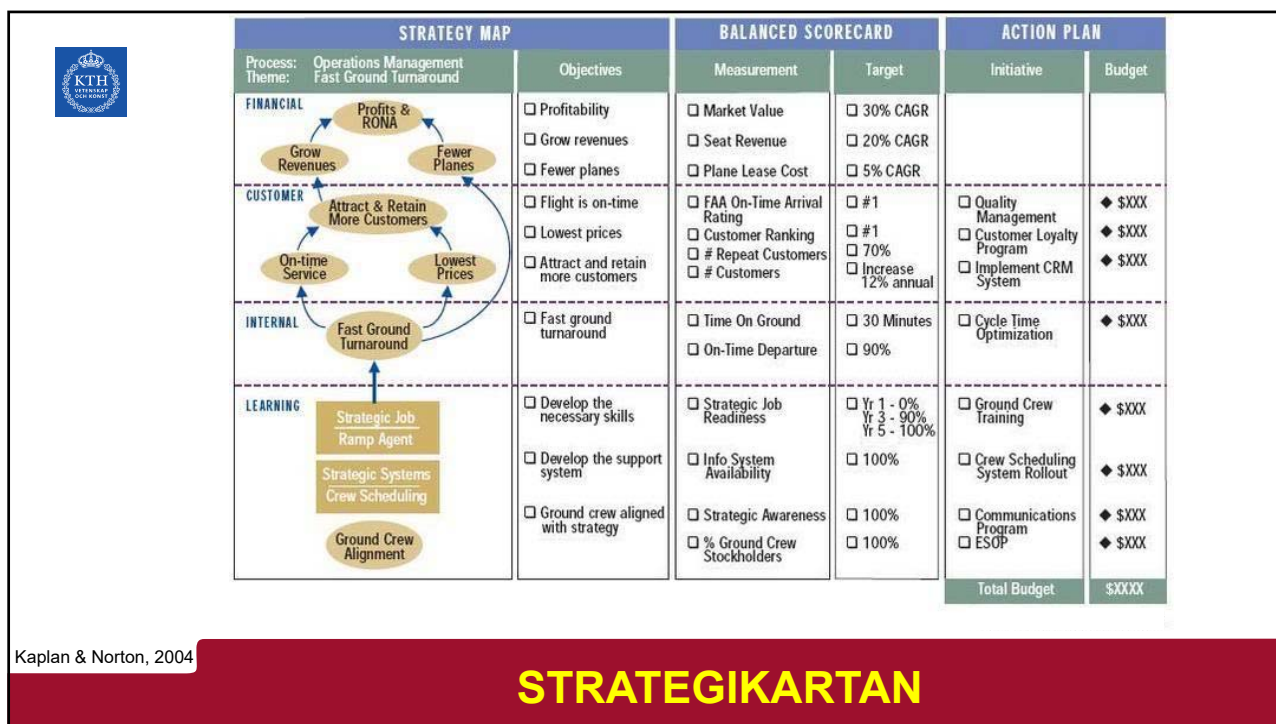 KTH
VETENSKAP
OCH KONST
STRATEGY MAP
BALANCED SCORECARD
ACTION PLAN
Process: Operations Management
Theme: Fast Ground Turnaround
Objectives
Measurement
Target
Initiative
Budget
FINANCIAL
Profits &
RONA
Grow
Revenues
Fewer
Planes
❑ Profitability
❑ Grow revenues
❑ Fewer planes
❑ Market Value
❑ Seat Revenue
❑ Plane Lease Cost
❑ 30% CAGR
❑ 20% CAGR
❑ 5% CAGR
CUSTOMER
Attract & Retain
More Customers
On-time
Service
Lowest
Prices
❑ Flight is on-time
❑ Lowest prices
❑ Attract and retain
more customers
❑ FAA On-Time Arrival
Rating
❑ Customer Ranking
❑ # Repeat Customers
❑ # Customers
❑ #1
❑ #1
❑ 70%
❑ Increase
12% annual
❑ Quality
Management
❑ Customer Loyalty
Program
❑ Implement CRM
System
◆ $XXX
◆ $XXX
◆ $XXX
INTERNAL
Fast Ground
Turnaround
❑ Fast ground
turnaround
❑ Time On Ground
❑ On-Time Departure
❑ 30 Minutes
❑ 90%
❑ Cycle Time
Optimization
◆ $XXX
LEARNING
Strategic Job
Ramp Agent
Strategic Systems
Crew Scheduling
Ground Crew
Alignment
❑ Develop the
necessary skills
❑ Develop the support
system
❑ Ground crew aligned
with strategy
❑ Strategic Job
Readiness
❑ Info System
Availability
❑ Strategic Awareness
❑ % Ground Crew
Stockholders
❑ Yr 1 - 0%
Yr 3 - 90%
Yr 5 - 100%
❑ 100%
❑ 100%
❑ 100%
❑ Ground Crew
Training
❑ Crew Scheduling
System Rollout
❑ Communications
Program
❑ ESOP
◆ $XXX
◆ $XXX
◆ $XXX
◆ $XXX
Total Budget
$XXXX
Kaplan & Norton, 2004
STRATEGIKARTAN